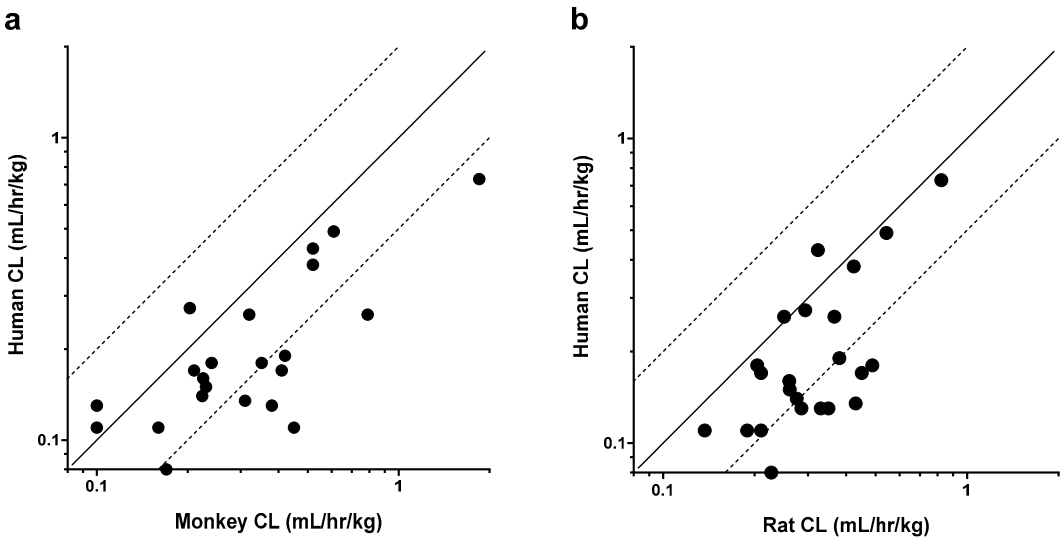 a
Human CL (mL/hr/kg)
1
0.1
0.1
1
Monkey CL (mL/hr/kg)
b
Human CL (mL/hr/kg)
1
0.1
0.1
1
Rat CL (mL/hr/kg)